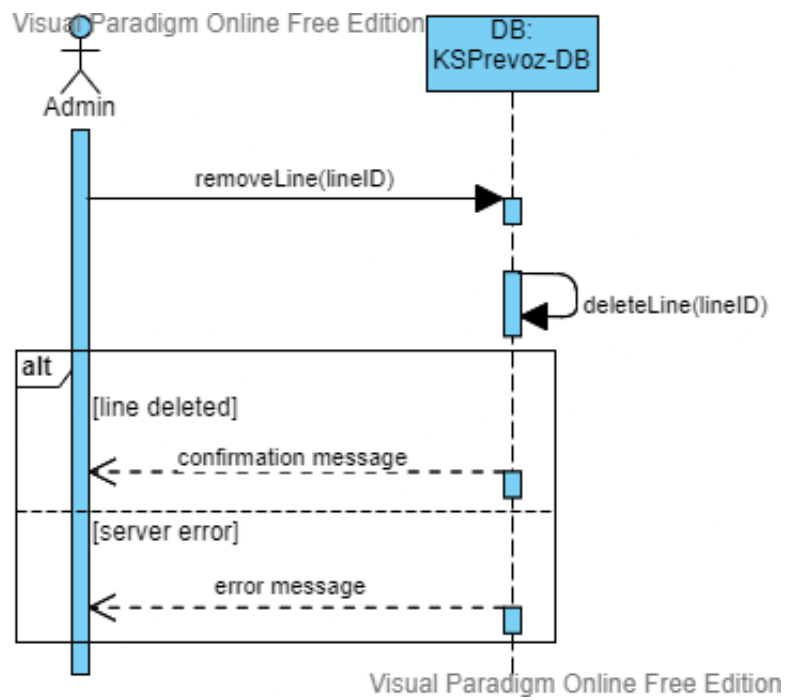 Visual Paradigm Online Free Edition
DB:
KSPrevoz-DB
Admin
removeLine(lineID)
deleteLine(lineID)
alt
[line deleted]
confirmation message
[server error]
error message
Visual Paradigm Online Free Edition